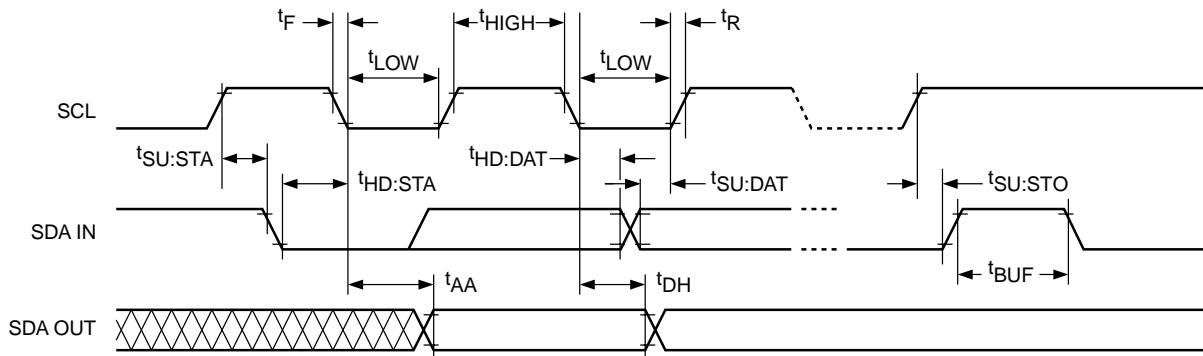 tF
tHIGH
tR
tLOW
tLOW
SCL
tSU:STA
tHD:DAT
tHD:STA
tSU:DAT
tSU:STO
SDA IN
tAA
tDH
tBUF
SDA OUT